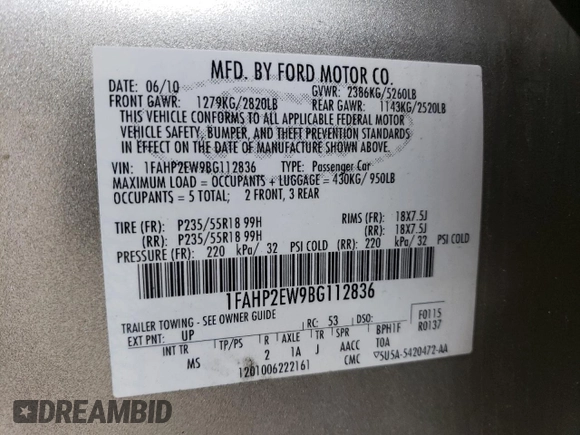 MFD. BY FORD MOTOR CO.
DATE: 06/10 GVWR: 2386KG/5260LB
FRONT GAWR: 1279KG/2820LB REAR GAWR: 1143KG/2520LB
THIS VEHICLE CONFORMS TO ALL APPLICABLE FEDERAL MOTOR
VEHICLE SAFETY, BUMPER, AND THEFT PREVENTION STANDARDS
IN EFFECT ON THE DATE OF MANUFACTURE SHOWN ABOVE.
VIN: 1FAHP2EW9BG112836 TYPE: Passenger Car
MAXIMUM LOAD = OCCUPANTS + LUGGAGE = 430KG/ 950LB
OCCUPANTS = 5 TOTAL; 2 FRONT, 3 REAR
TIRE (FR): P235/55R18 99H RIMS (FR): 18X7.5J
(RR): P235/55R18 99H (RR): 18X7.5J
PRESSURE (FR): 220 kPa/ 32 PSI COLD (RR): 220 kPa/ 32 PSI COLD
1FAHP2EW9BG112836
TRAILER TOWING - SEE OWNER GUIDE
EXT PNT: UP RC: 53 DSO: F0115
INT TR TP/PS R AXLE TR SPR BPH1F R0137
MS 2 1A J AACC T0A
1201006222161 CMC ▽5U5A-5420472-AA
DREAMBID